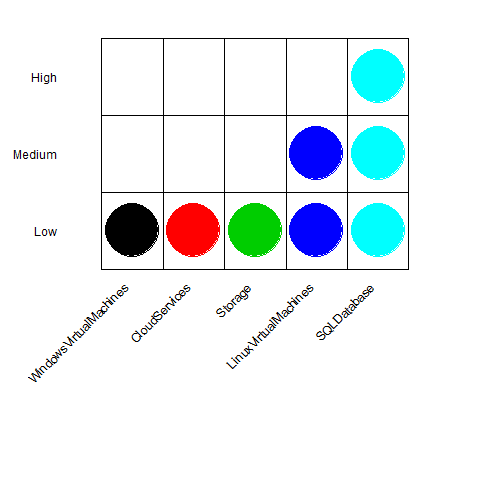 High
Medium
Low
WindowsVirtualMachines
CloudServices
Storage
LinuxVirtualMachines
SQLDatabase